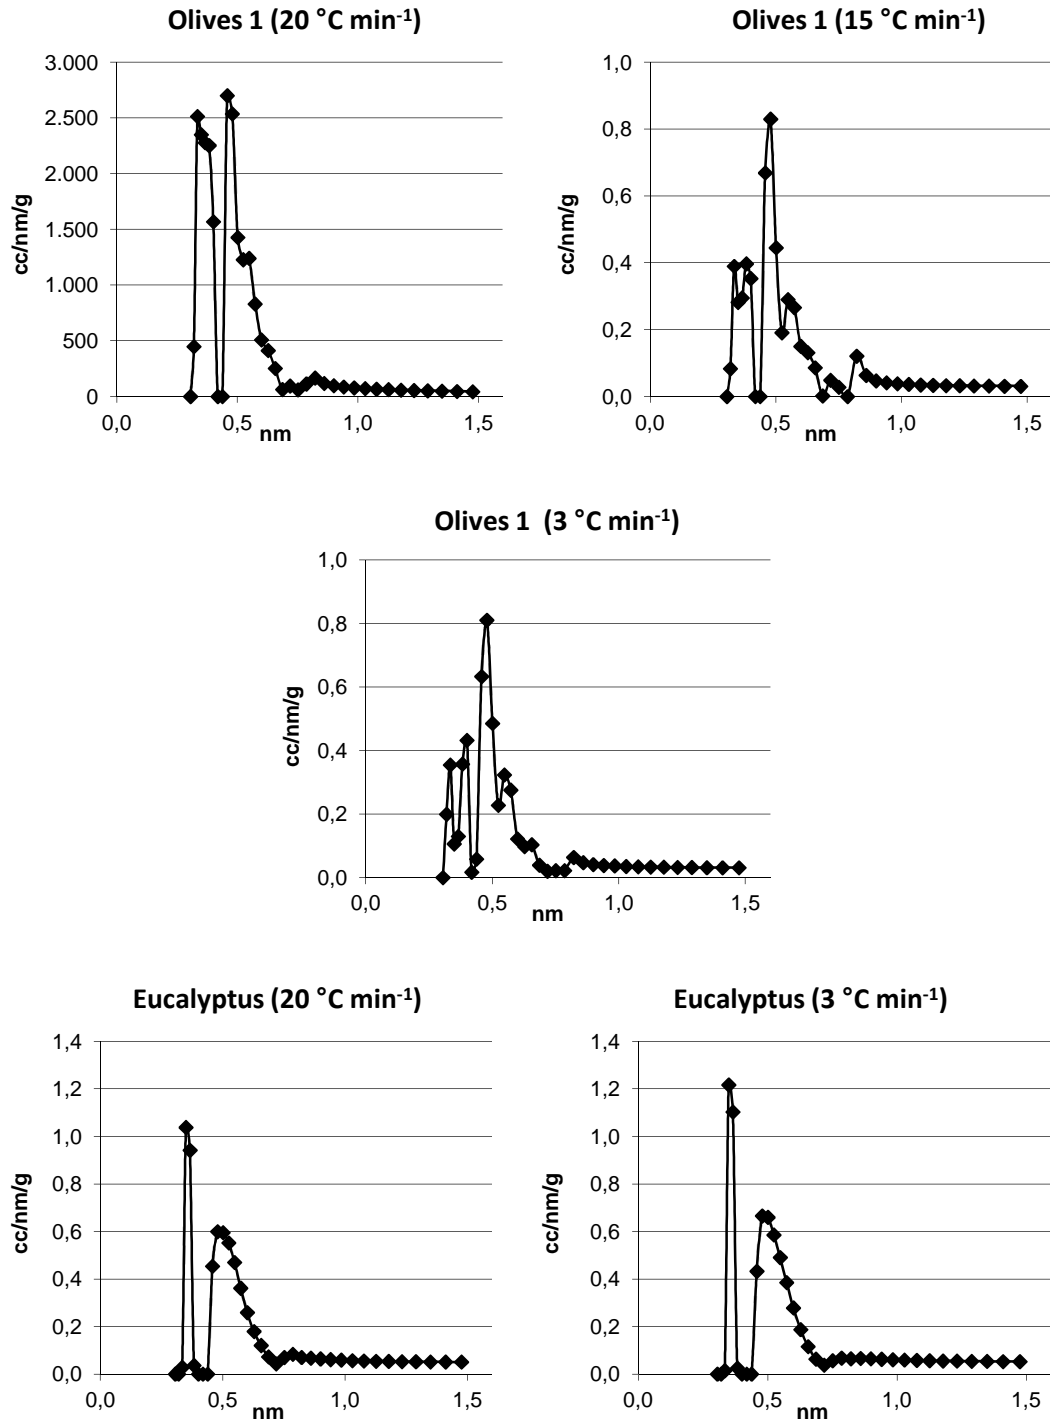 Olives 1 (20 °C min-1)
3.000
2.500
2.000
1.500
1.000
500
0
cc/nm/g
0,0 0,5 1,0 1,5
nm
Olives 1 (15 °C min-1)
1,0
0,8
0,6
0,4
0,2
0,0
cc/nm/g
0,0 0,5 1,0 1,5
nm
Olives 1 (3 °C min-1)
1,0
0,8
0,6
0,4
0,2
0,0
cc/nm/g
0,0 0,5 1,0 1,5
nm
Eucalyptus (20 °C min-1)
1,4
1,2
1,0
0,8
0,6
0,4
0,2
0,0
cc/nm/g
0,0 0,5 1,0 1,5
nm
Eucalyptus (3 °C min-1)
1,4
1,2
1,0
0,8
0,6
0,4
0,2
0,0
cc/nm/g
0,0 0,5 1,0 1,5
nm